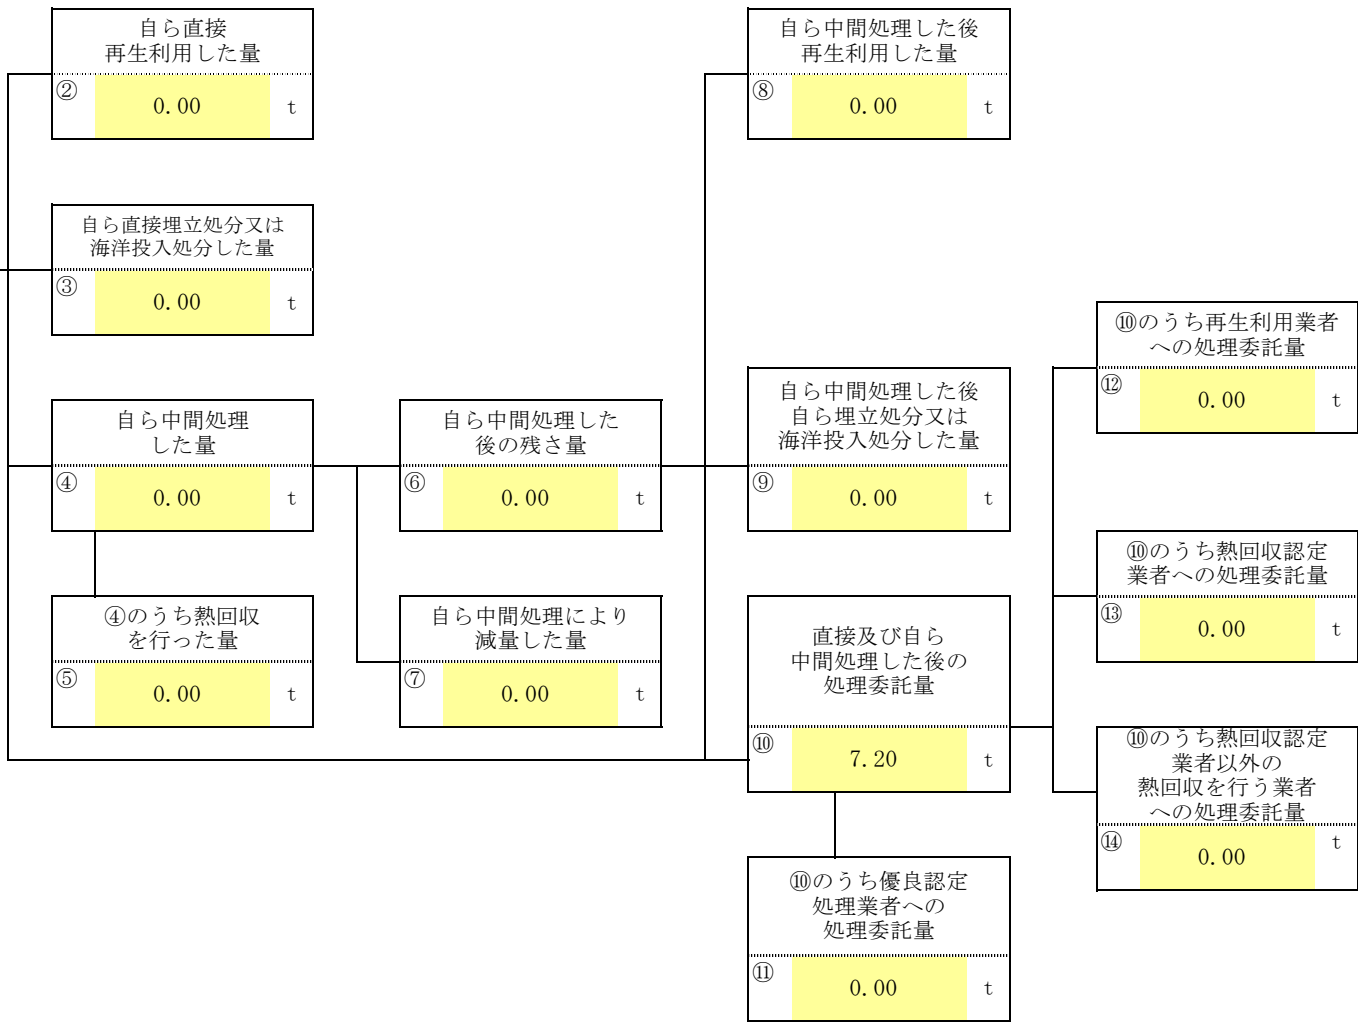 自ら直接
再生利用した量
②
0.00
t
自ら直接埋立処分又は
海洋投入処分した量
③
0.00
t
自ら中間処理
した量
④
0.00
t
④のうち熱回収
を行った量
⑤
0.00
t
自ら中間処理した
後の残さ量
⑥
0.00
t
自ら中間処理により
減量した量
⑦
0.00
t
自ら中間処理した後
再生利用した量
⑧
0.00
t
自ら中間処理した後
自ら埋立処分又は
海洋投入処分した量
⑨
0.00
t
直接及び自ら
中間処理した後の
処理委託量
⑩
7.20
t
⑩のうち優良認定
処理業者への
処理委託量
⑪
0.00
t
⑩のうち再生利用業者
への処理委託量
⑫
0.00
t
⑩のうち熱回収認定
業者への処理委託量
⑬
0.00
t
⑩のうち熱回収認定
業者以外の
熱回収を行う業者
への処理委託量
⑭
0.00
t